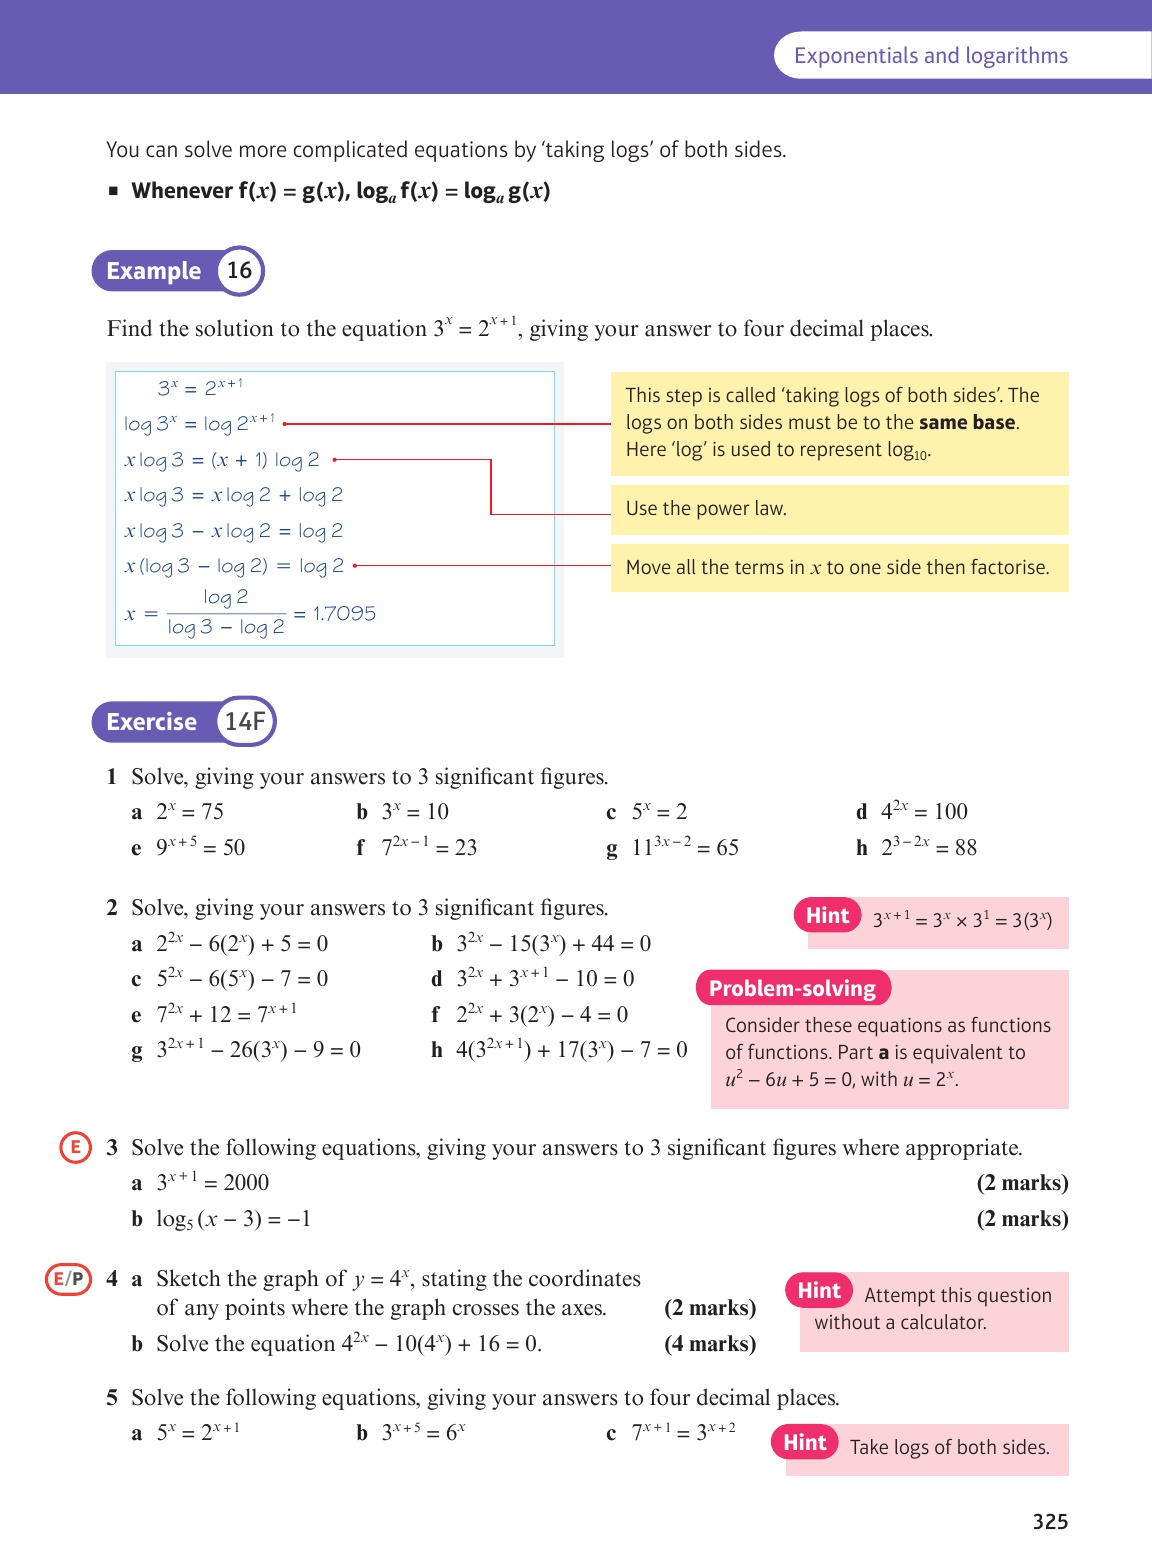 Exponentials and logarithms
You can solve more complicated equations by ‘taking logs’ of both sides.
▪ Whenever f(x) = g(x), logₐ f(x) = logₐ g(x)
Example 16
Find the solution to the equation 3^x = 2^(x + 1), giving your answer to four decimal places.
3^x = 2^(x + 1)
log 3^x = log 2^(x + 1)
x log 3 = (x + 1) log 2
x log 3 = x log 2 + log 2
x log 3 − x log 2 = log 2
x (log 3 − log 2) = log 2
x = log 2 / (log 3 − log 2) = 1.7095
This step is called ‘taking logs of both sides’. The
logs on both sides must be to the same base.
Here ‘log’ is used to represent log₁₀.
Use the power law.
Move all the terms in x to one side then factorise.
Exercise 14F
1 Solve, giving your answers to 3 significant figures.
a 2^x = 75 b 3^x = 10 c 5^x = 2 d 4^(2x) = 100
e 9^(x + 5) = 50 f 7^(2x − 1) = 23 g 11^(3x − 2) = 65 h 2^(3 − 2x) = 88
2 Solve, giving your answers to 3 significant figures.
a 2^(2x) − 6(2^x) + 5 = 0 b 3^(2x) − 15(3^x) + 44 = 0
c 5^(2x) − 6(5^x) − 7 = 0 d 3^(2x) + 3^(x + 1) − 10 = 0
e 7^(2x) + 12 = 7^(x + 1) f 2^(2x) + 3(2^x) − 4 = 0
g 3^(2x + 1) − 26(3^x) − 9 = 0 h 4(3^(2x + 1)) + 17(3^x) − 7 = 0
Hint 3^(x + 1) = 3^x × 3^1 = 3(3^x)
Problem-solving
Consider these equations as functions
of functions. Part a is equivalent to
u² − 6u + 5 = 0, with u = 2^x.
E 3 Solve the following equations, giving your answers to 3 significant figures where appropriate.
a 3^(x + 1) = 2000 (2 marks)
b log₅ (x − 3) = −1 (2 marks)
E/P 4 a Sketch the graph of y = 4^x, stating the coordinates
of any points where the graph crosses the axes. (2 marks)
b Solve the equation 4^(2x) − 10(4^x) + 16 = 0. (4 marks)
Hint Attempt this question
without a calculator.
5 Solve the following equations, giving your answers to four decimal places.
a 5^x = 2^(x + 1) b 3^(x + 5) = 6^x c 7^(x + 1) = 3^(x + 2)
Hint Take logs of both sides.
325